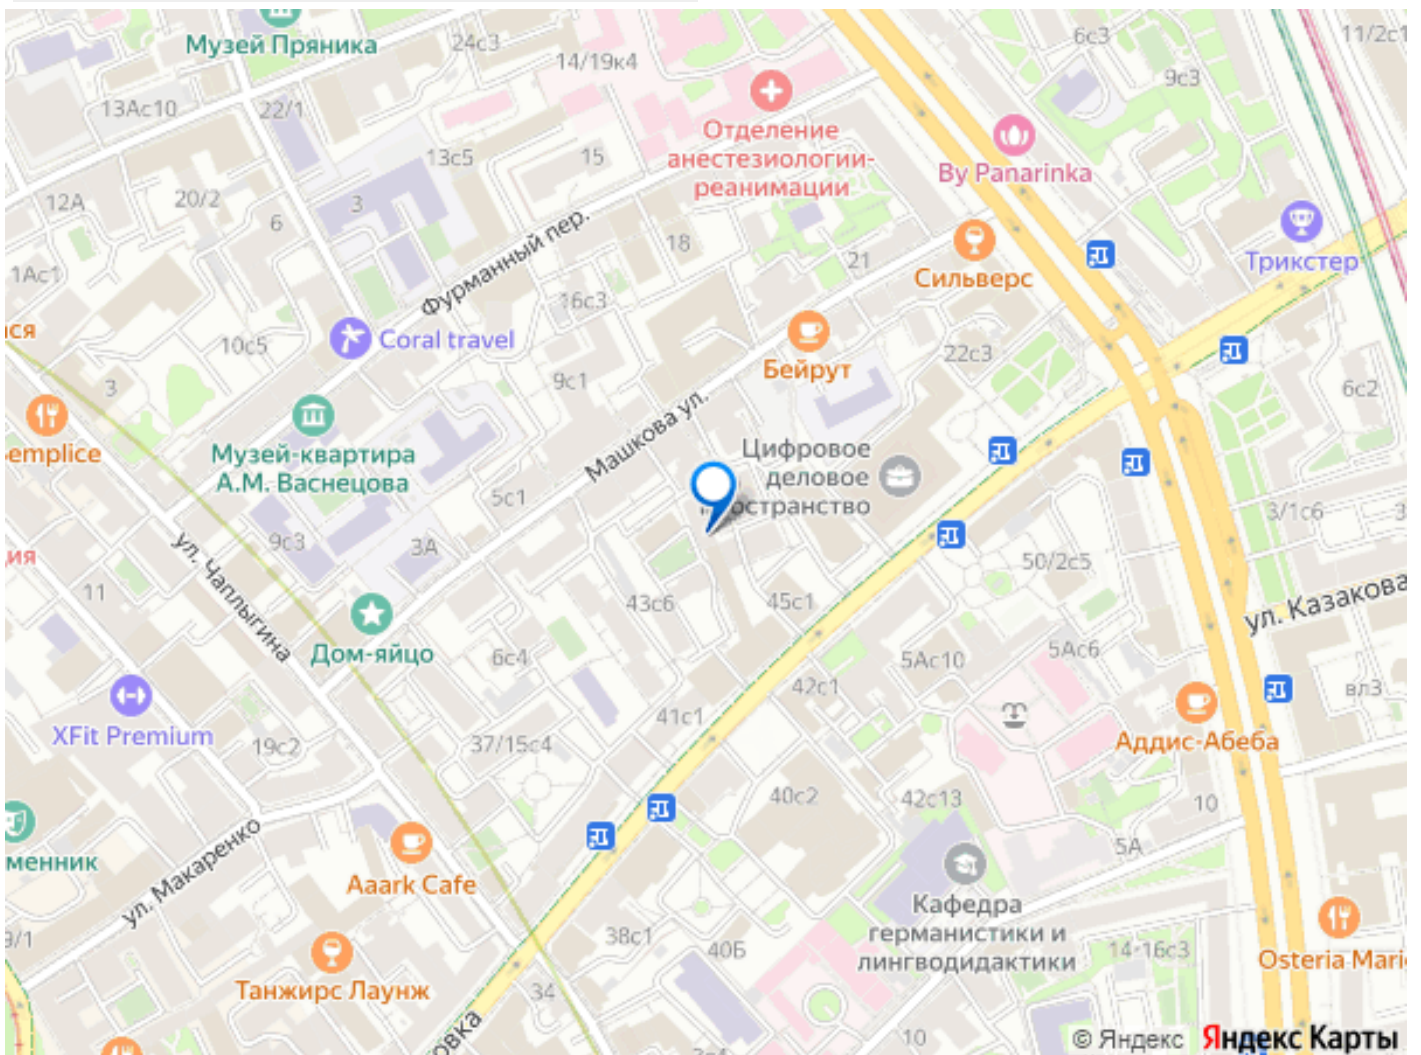 Музей Пряника
24с3
14/19к4
6с3
11/2с1
9с3
13Ас10
22/1
Отделение
анестезиологии-
реанимации
By Panarinka
13с5
15
12А
20/2
3
6
18
Фурманный пер.
21
Сильверс
Трикстер
1Ас1
16с3
ся
10с5
Coral travel
Бейрут
22с3
3
9с1
6с2
emplice
Музей-квартира
А.М. Васнецова
Машкова ул.
Цифровое
деловое
5с1
3/1с6
3
ул. Чаплыгина
9с3
3А
ия
50/2с5
11
43с6
45с1
ул. Казакова
Дом-яйцо
6с4
5Ас10
5Ас6
42с1
вл3
XFit Premium
41с1
19с2
37/15с4
Аддис-Абеба
40с2
42с13
10
менник
ул. Макаренко
Aaark Cafe
5А
Кафедра
германистики и
лингводидактики
9/1
38с1
40Б
14-16с3
Танжирс Лаунж
Osteria Mari
34
овка
10
© Яндекс Яндекс Карты